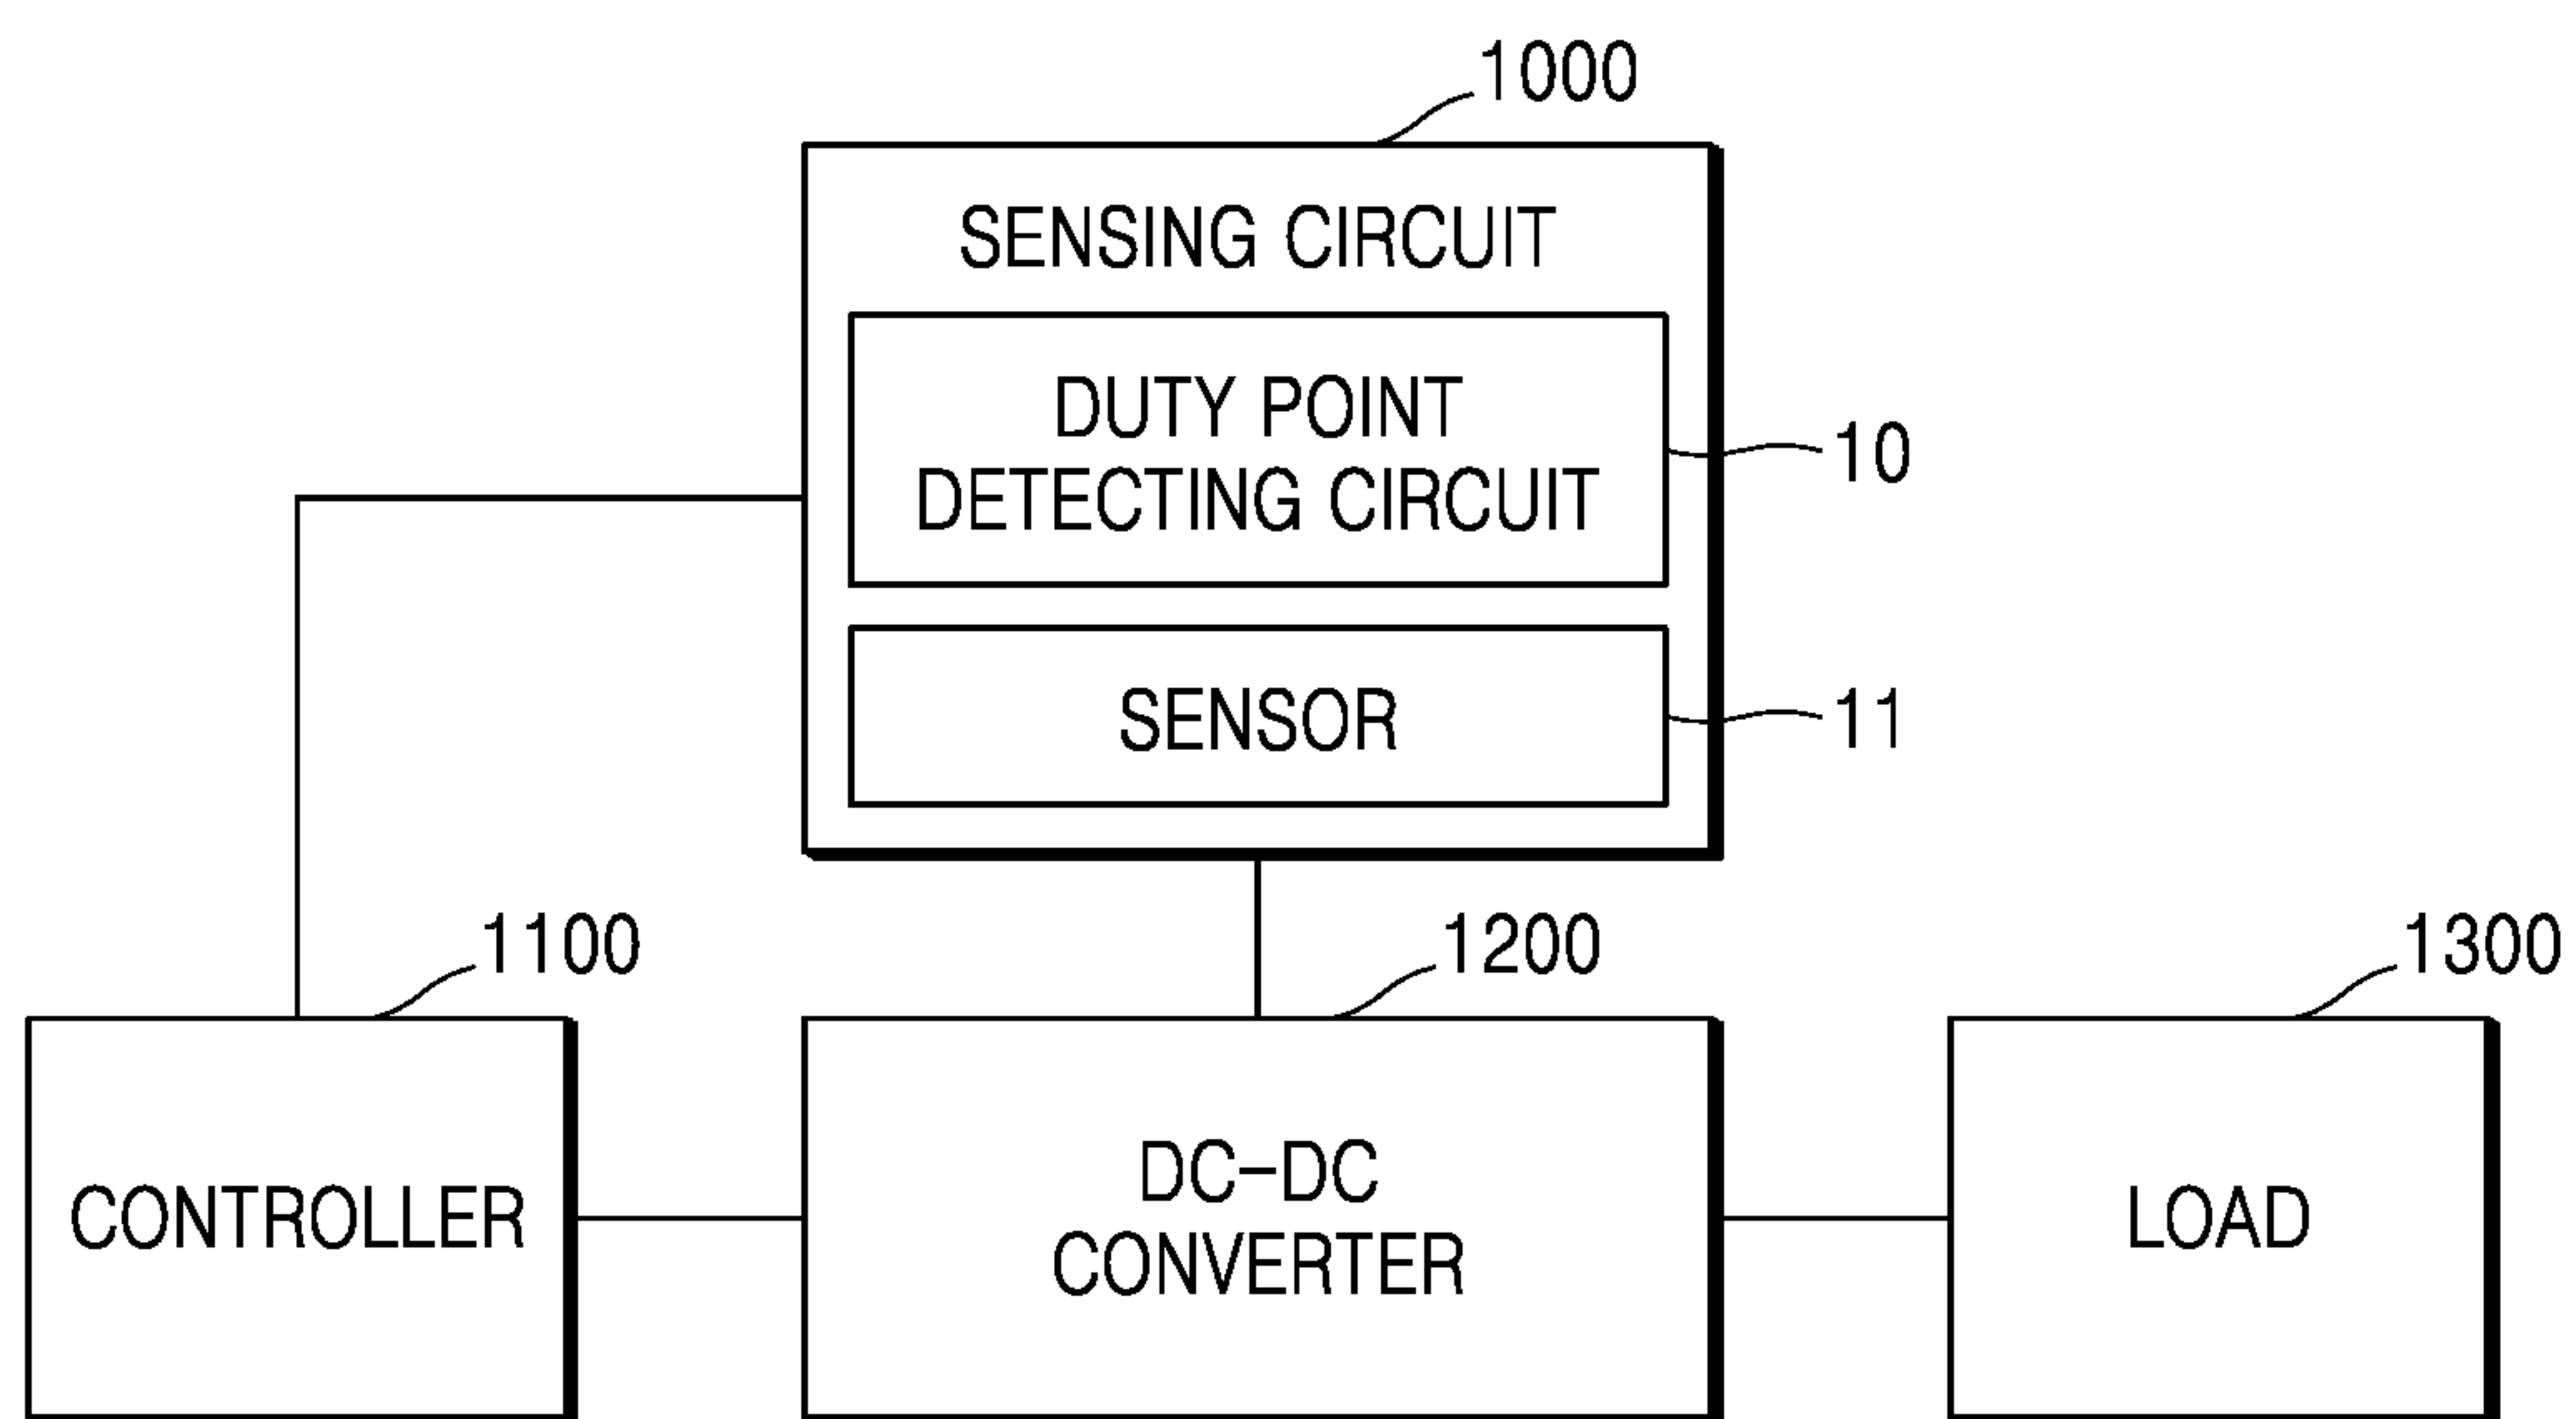 1000
SENSING CIRCUIT
DUTY POINT
DETECTING CIRCUIT
10
SENSOR
11
1100
1200
1300
CONTROLLER
DC-DC
CONVERTER
LOAD